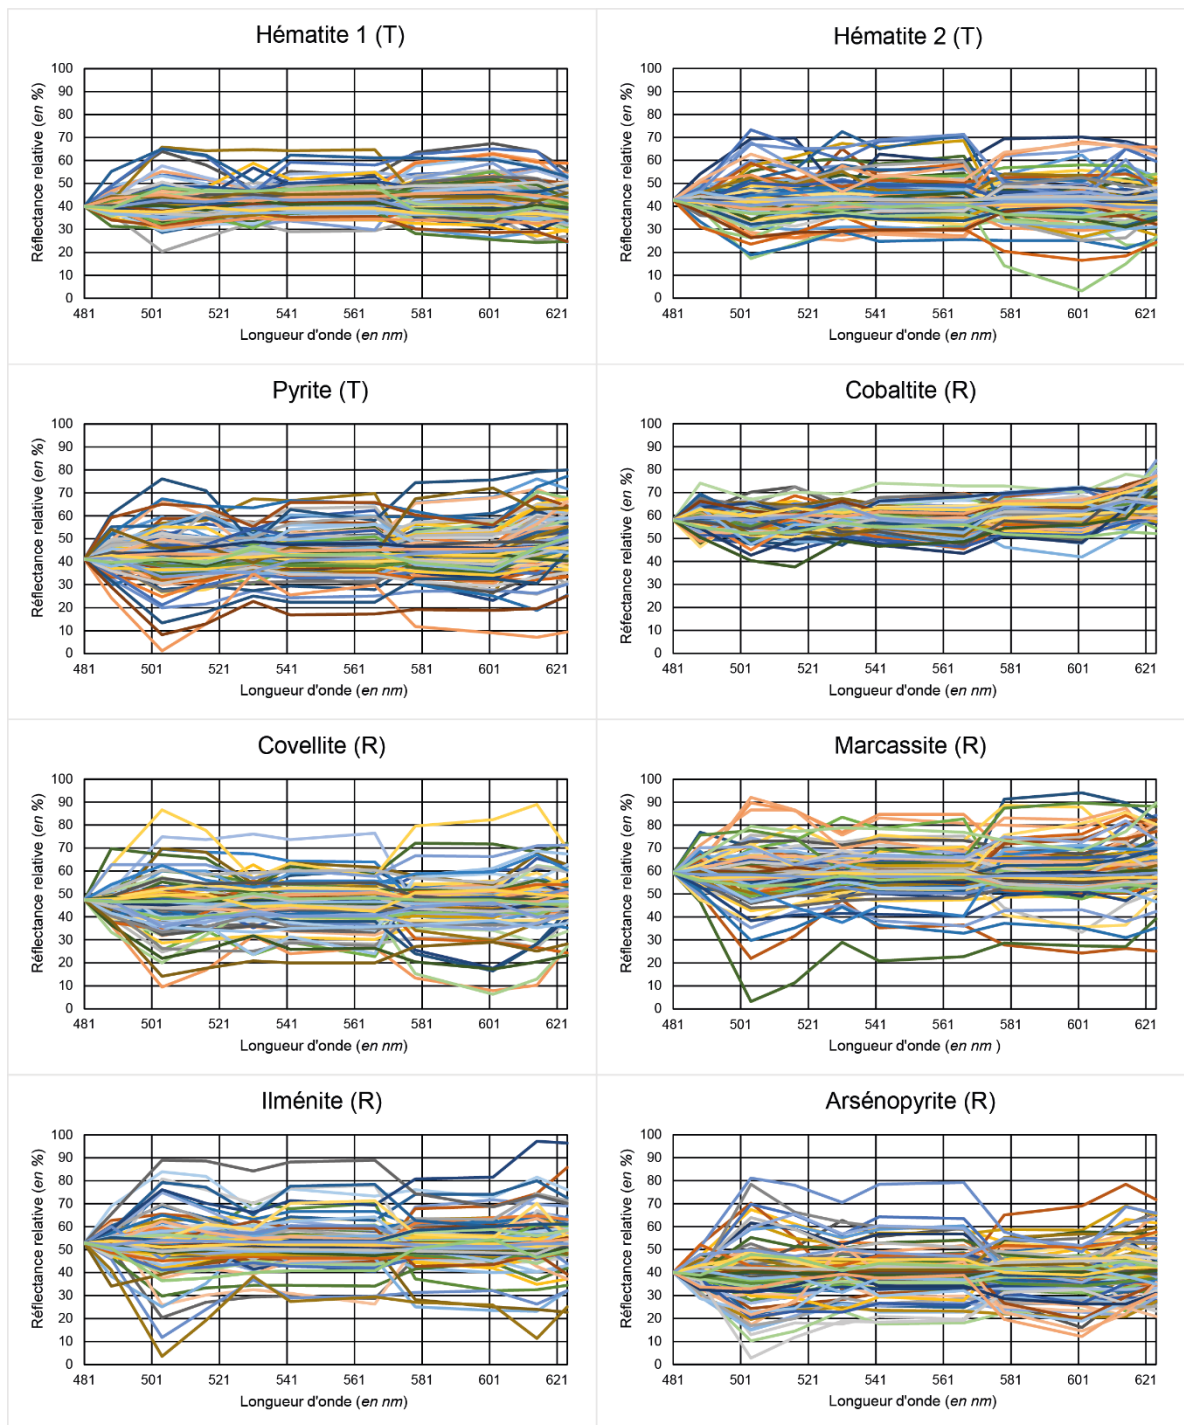 Hématite 1 (T)
Réflectance relative (en %)
100
90
80
70
60
50
40
30
20
10
0
481 501 521 541 561 581 601 621
Longueur d'onde (en nm)
Hématite 2 (T)
Réflectance relative (en %)
100
90
80
70
60
50
40
30
20
10
0
481 501 521 541 561 581 601 621
Longueur d'onde (en nm)
Pyrite (T)
Réflectance relative (en %)
100
90
80
70
60
50
40
30
20
10
0
481 501 521 541 561 581 601 621
Longueur d'onde (en nm)
Cobaltite (R)
Réflectance relative (en %)
100
90
80
70
60
50
40
30
20
10
0
481 501 521 541 561 581 601 621
Longueur d'onde (en nm)
Covellite (R)
Réflectance relative (en %)
100
90
80
70
60
50
40
30
20
10
0
481 501 521 541 561 581 601 621
Longueur d'onde (en nm)
Marcassite (R)
Réflectance relative (en %)
100
90
80
70
60
50
40
30
20
10
0
481 501 521 541 561 581 601 621
Longueur d'onde (en nm )
Ilménite (R)
Réflectance relative (en %)
100
90
80
70
60
50
40
30
20
10
0
481 501 521 541 561 581 601 621
Longueur d'onde (en nm)
Arsénopyrite (R)
Réflectance relative (en %)
100
90
80
70
60
50
40
30
20
10
0
481 501 521 541 561 581 601 621
Longueur d'onde (en nm)